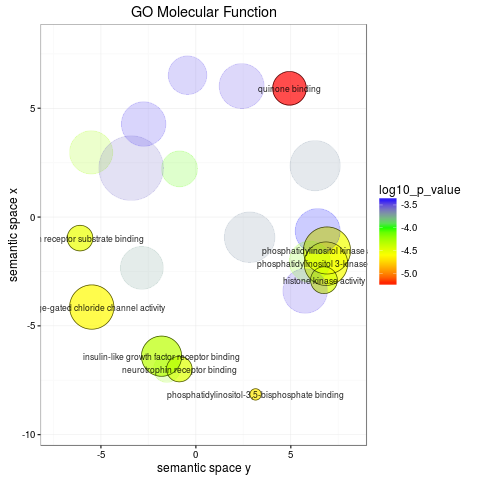 GO Molecular Function
quinone binding
receptor substrate binding
phosphatidylinositol kinase
phosphatidylinositol 3-kinase
histone kinase activity
ge-gated chloride channel activity
insulin-like growth factor receptor binding
neurotrophin receptor binding
phosphatidylinositol-3,5-bisphosphate binding
5
0
-5
-10
-5
0
5
semantic space y
semantic space x
log10_p_value
-3.5
-4.0
-4.5
-5.0